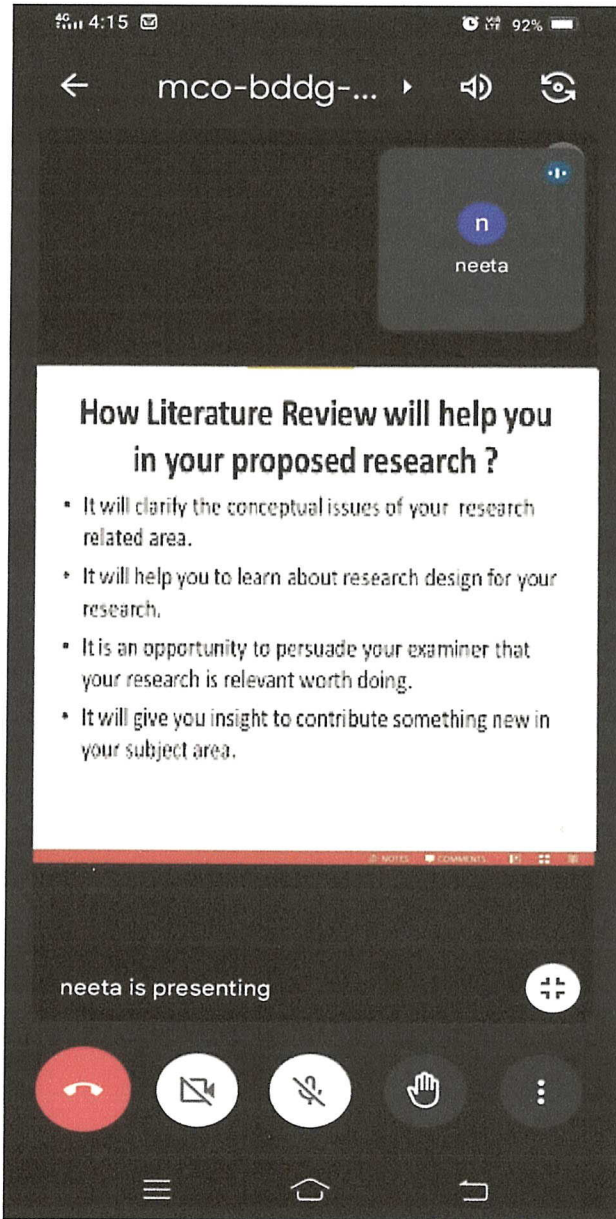 4G 4:15 Vo) LTE 92%
mco-bddg-...
n
neeta
How Literature Review will help you
in your proposed research ?
• It will clarify the conceptual issues of your research
related area.
• It will help you to learn about research design for your
research.
• It is an opportunity to persuade your examiner that
your research is relevant worth doing.
• It will give you insight to contribute something new in
your subject area.
NOTES COMMENTS
neeta is presenting